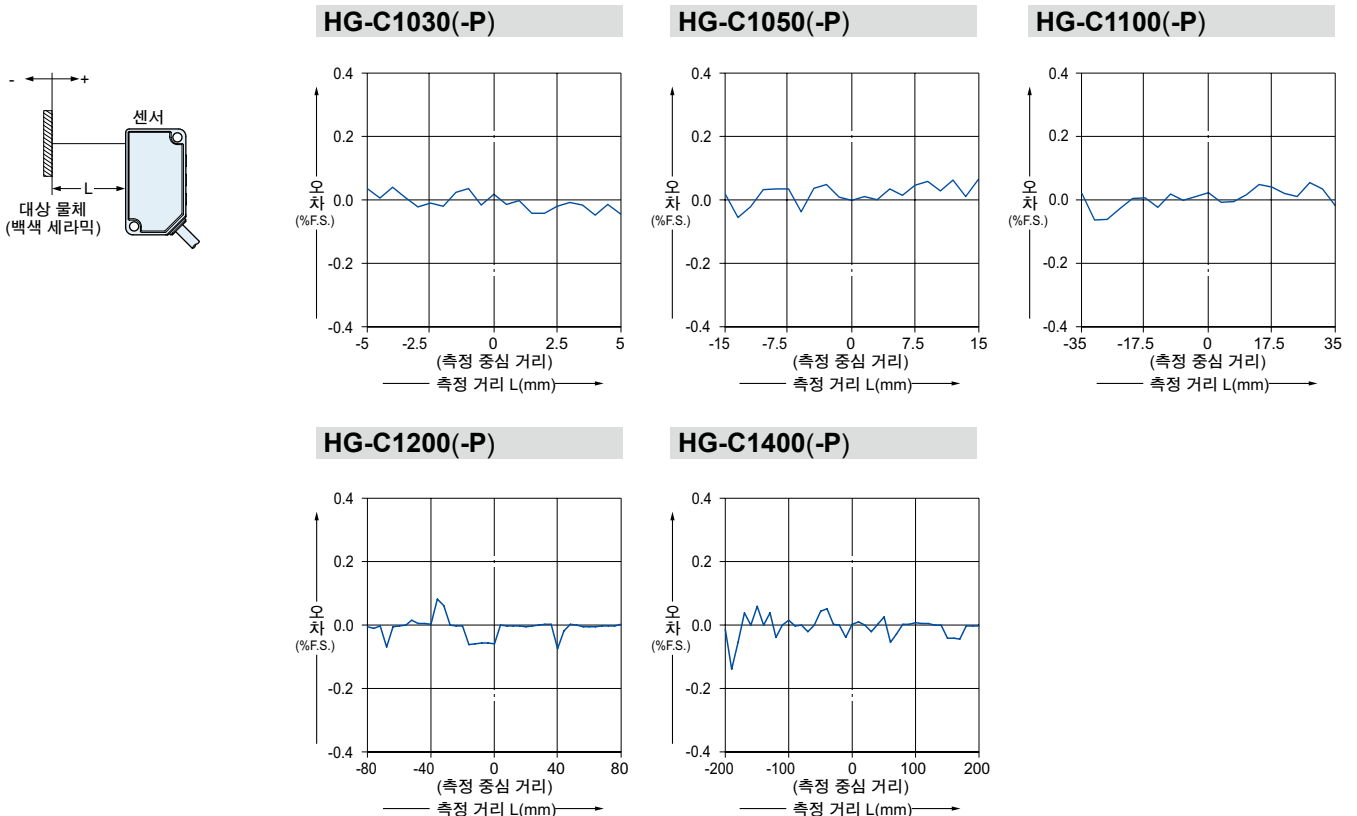 HG-C1030(-P)
HG-C1050(-P)
HG-C1100(-P)
- +
센서
L
대상 물체
(백색 세라믹)
0.4
0.2
0.0
-0.2
-0.4
오차
(%F.S.)
-5 -2.5 0 2.5 5
(측정 중심 거리)
측정 거리 L(mm)
0.4
0.2
0.0
-0.2
-0.4
오차
(%F.S.)
-15 -7.5 0 7.5 15
(측정 중심 거리)
측정 거리 L(mm)
0.4
0.2
0.0
-0.2
-0.4
오차
(%F.S.)
-35 -17.5 0 17.5 35
(측정 중심 거리)
측정 거리 L(mm)
HG-C1200(-P)
HG-C1400(-P)
0.4
0.2
0.0
-0.2
-0.4
오차
(%F.S.)
-80 -40 0 40 80
(측정 중심 거리)
측정 거리 L(mm)
0.4
0.2
0.0
-0.2
-0.4
오차
(%F.S.)
-200 -100 0 100 200
(측정 중심 거리)
측정 거리 L(mm)